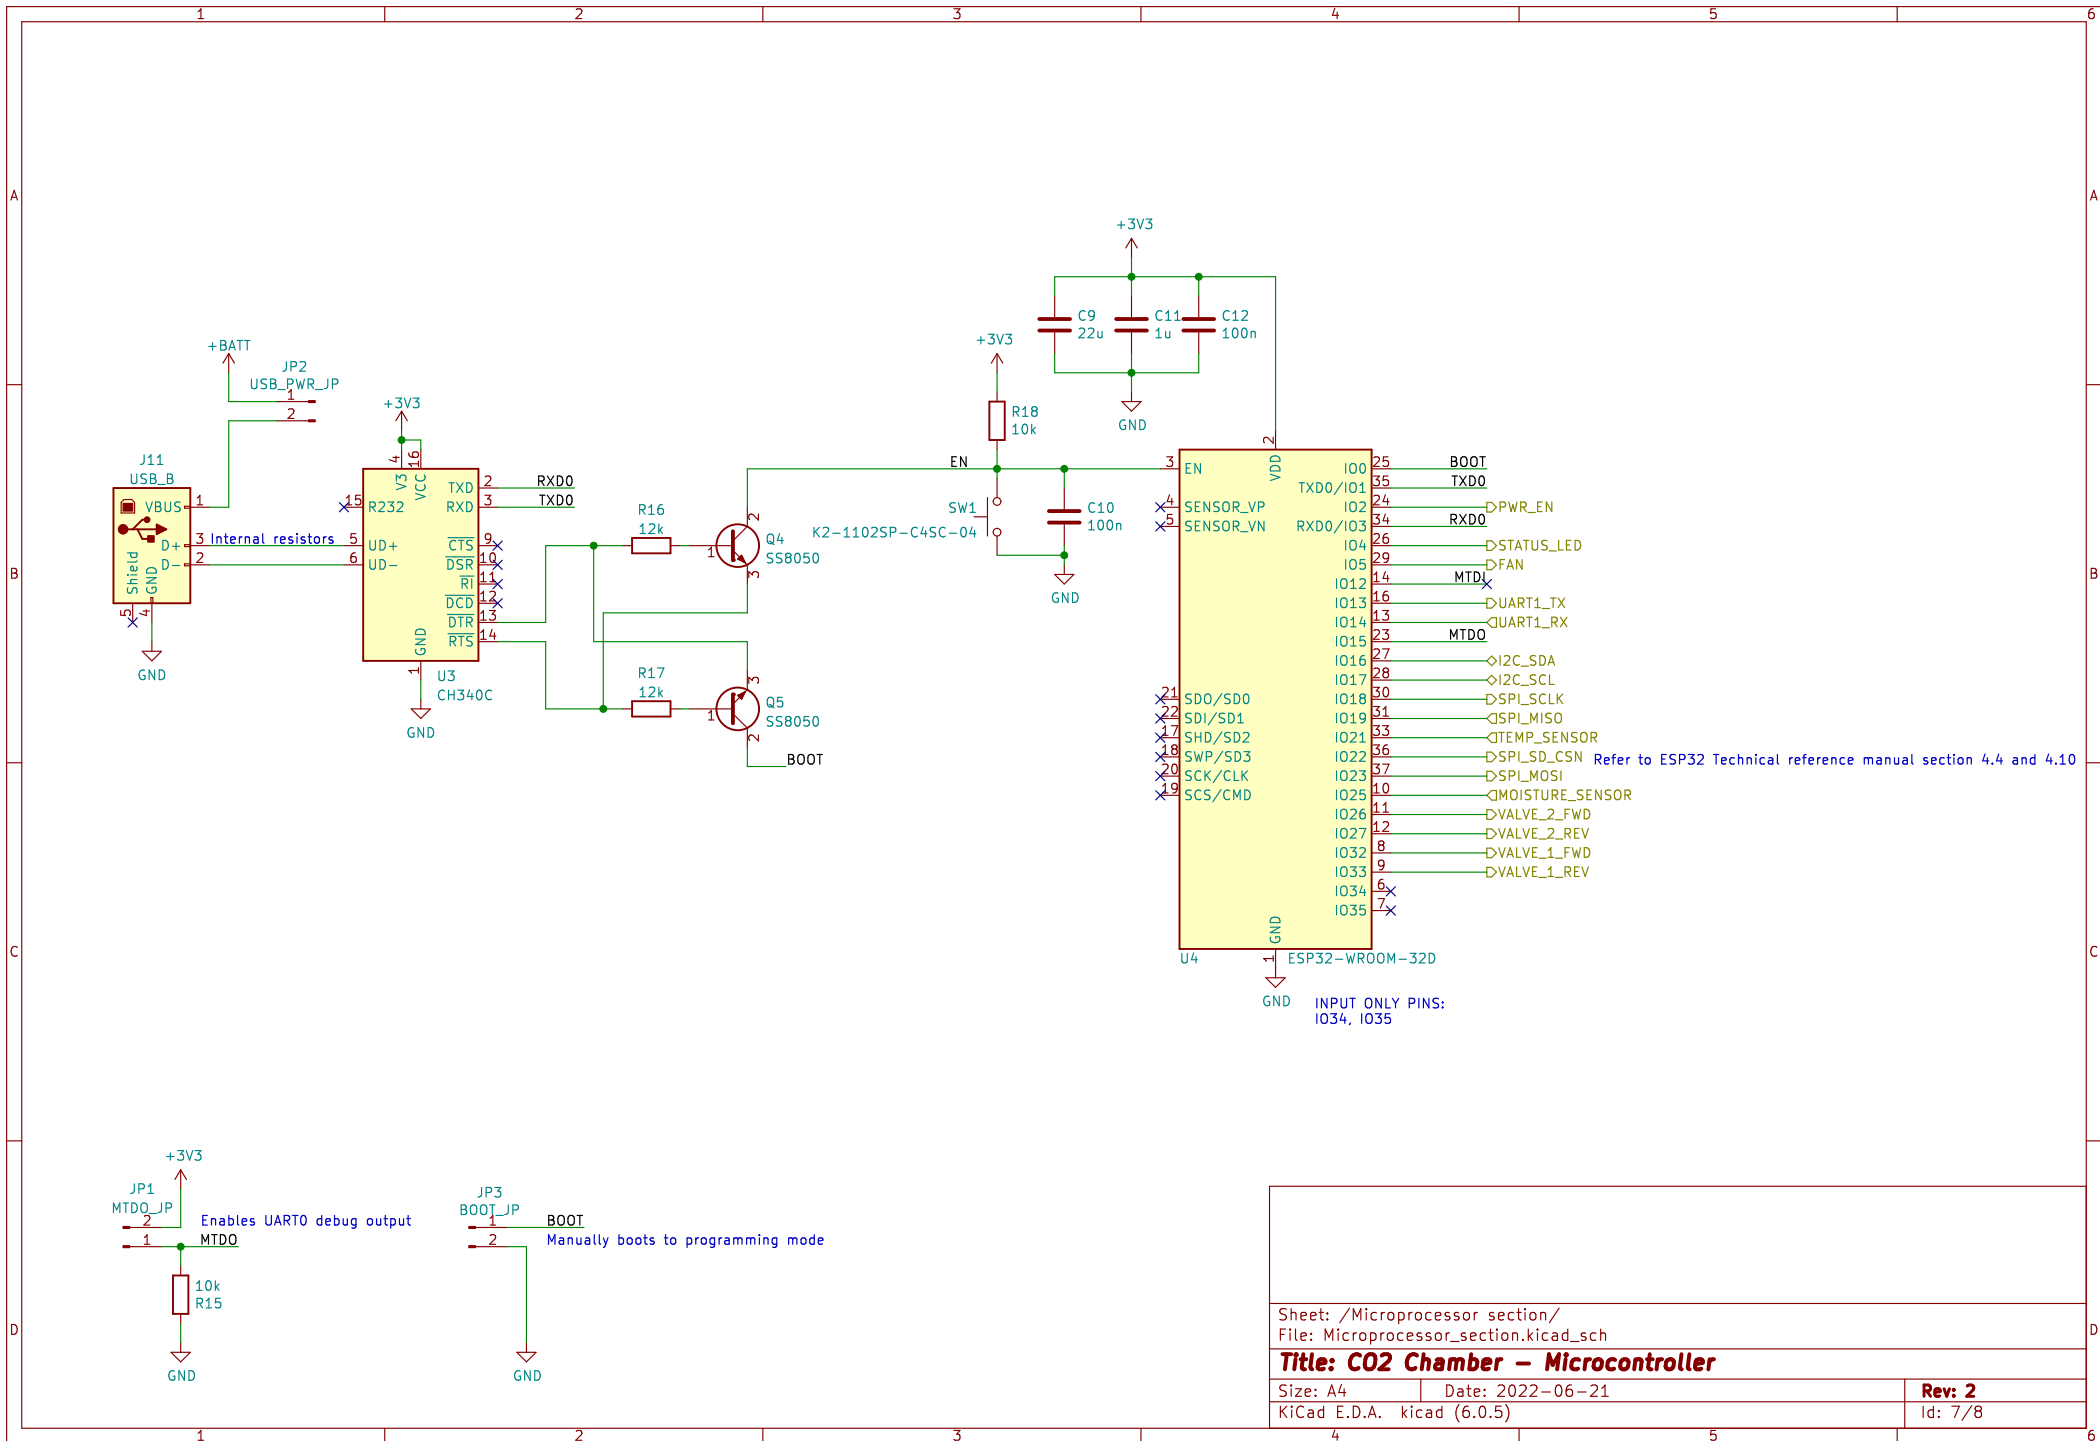 1 2 3 4 5 6
A A
B B
C C
D D
1 2 3 4 5 6
+BATT
JP2
USB_PWR_JP
1
2
J11
USB_B
VBUS 1
D+ 3
D- 2
Shield
GND
5
4
GND
Internal resistors
+3V3
4
16
V3
VCC
15 R232
5 UD+
6 UD-
TXD 2 RXD0
RXD 3 TXD0
CTS 9
DSR 10
RI 11
DCD 12
DTR 13
RTS 14
GND
1
U3
CH340C
GND
R16
12k
1
2
3
Q4
SS8050
R17
12k
1
3
2
Q5
SS8050
BOOT
+3V3
R18
10k
EN
SW1
K2-1102SP-C4SC-04
C10
100n
GND
+3V3
C9
22u
C11
1u
C12
100n
GND
2
VDD
3 EN
4 SENSOR_VP
5 SENSOR_VN
21 SDO/SD0
22 SDI/SD1
17 SHD/SD2
18 SWP/SD3
20 SCK/CLK
19 SCS/CMD
IO0 25 BOOT
TXD0/IO1 35 TXD0
IO2 24 PWR_EN
RXD0/IO3 34 RXD0
IO4 26 STATUS_LED
IO5 29 FAN
IO12 14 MTDI
IO13 16 UART1_TX
IO14 13 UART1_RX
IO15 23 MTDO
IO16 27 I2C_SDA
IO17 28 I2C_SCL
IO18 30 SPI_SCLK
IO19 31 SPI_MISO
IO21 33 TEMP_SENSOR
IO22 36 SPI_SD_CSN Refer to ESP32 Technical reference manual section 4.4 and 4.10
IO23 37 SPI_MOSI
IO25 10 MOISTURE_SENSOR
IO26 11 VALVE_2_FWD
IO27 12 VALVE_2_REV
IO32 8 VALVE_1_FWD
IO33 9 VALVE_1_REV
IO34 6
IO35 7
GND
1
U4 ESP32-WROOM-32D
GND
INPUT ONLY PINS:
IO34, IO35
+3V3
JP1
MTDO_JP
2
1
Enables UART0 debug output
MTDO
10k
R15
GND
JP3
BOOT_JP
1 BOOT
2 Manually boots to programming mode
GND
Sheet: /Microprocessor section/
File: Microprocessor_section.kicad_sch
Title: CO2 Chamber – Microcontroller
Size: A4 Date: 2022-06-21 Rev: 2
KiCad E.D.A. kicad (6.0.5) Id: 7/8